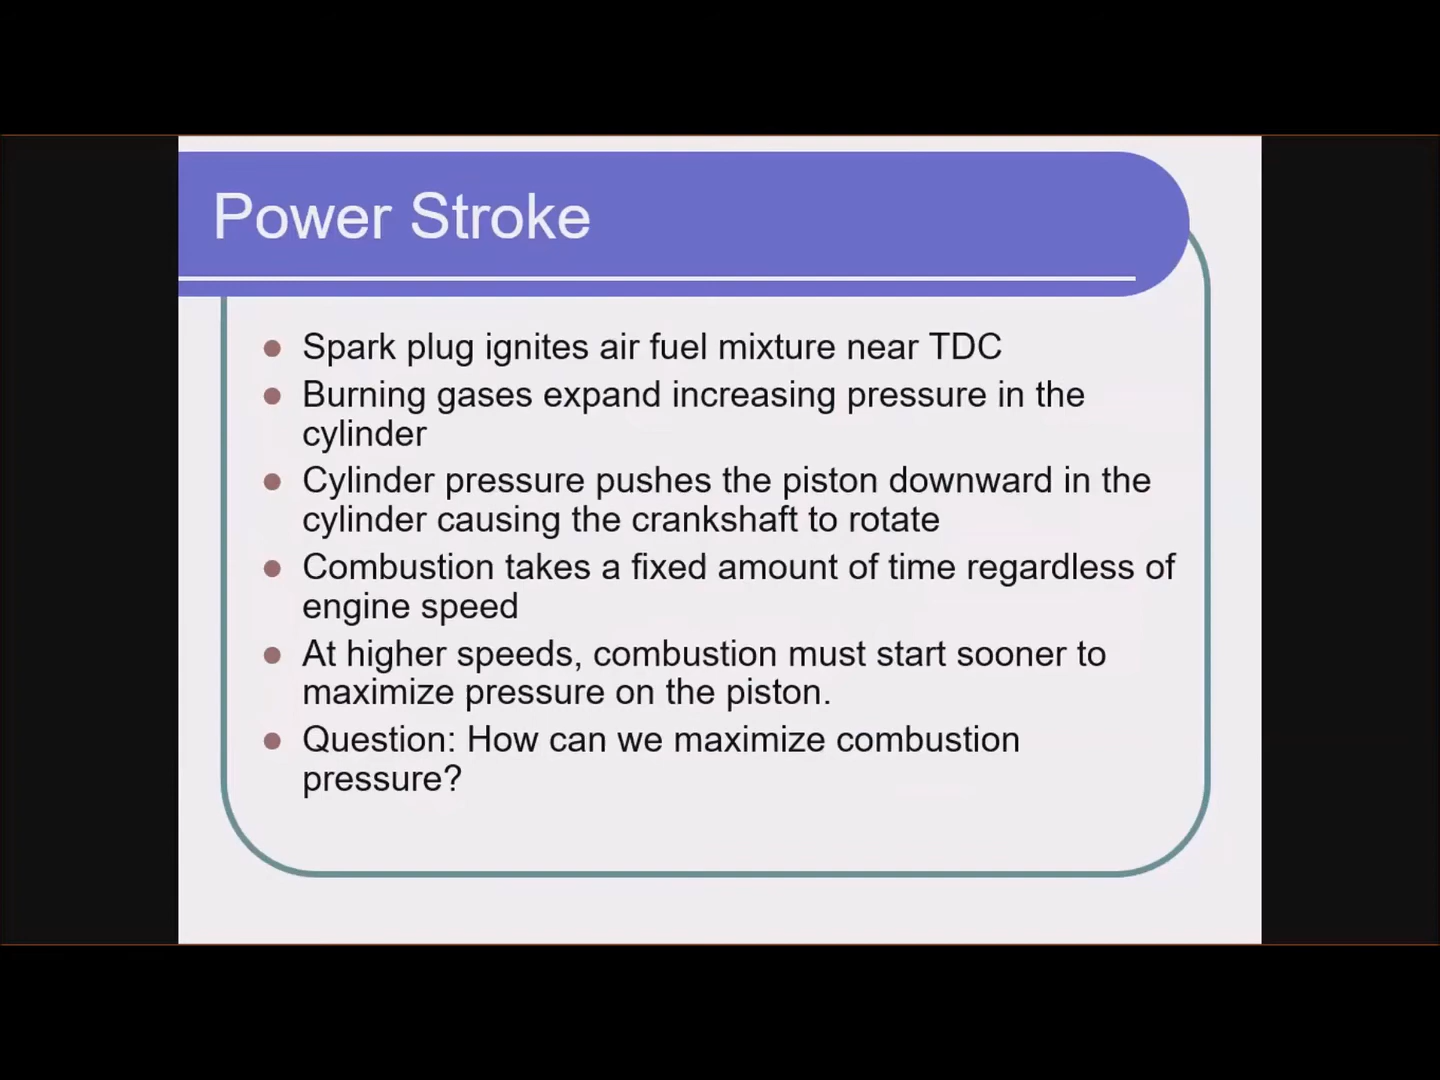 Power Stroke
Spark plug ignites air fuel mixture near TDC
Burning gases expand increasing pressure in the
cylinder
Cylinder pressure pushes the piston downward in the
cylinder causing the crankshaft to rotate
Combustion takes a fixed amount of time regardless of
engine speed
At higher speeds, combustion must start sooner to
maximize pressure on the piston.
Question: How can we maximize combustion
pressure?